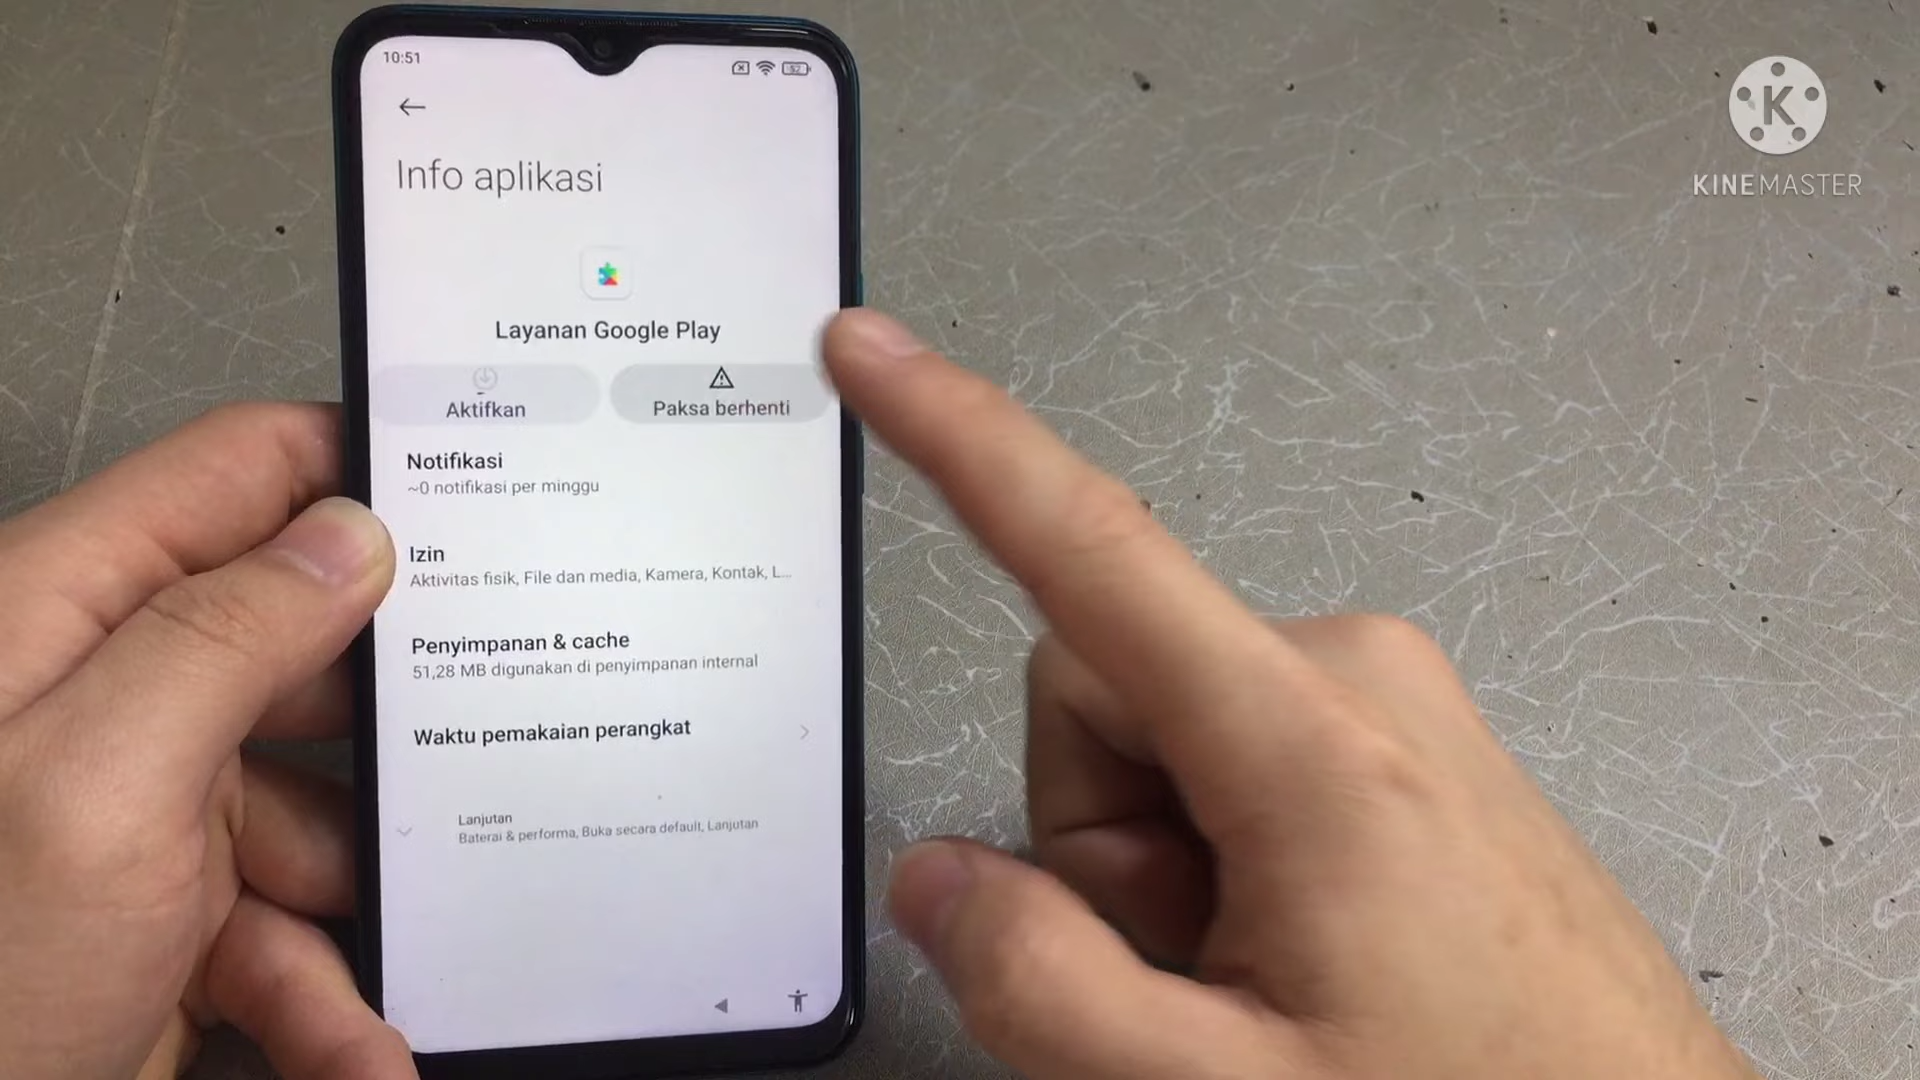 10:51
52
Info aplikasi
Layanan Google Play
Aktifkan
Paksa berhenti
Notifikasi
~0 notifikasi per minggu
Izin
Aktivitas fisik, File dan media, Kamera, Kontak, L...
Penyimpanan & cache
51,28 MB digunakan di penyimpanan internal
Waktu pemakaian perangkat
Lanjutan
Baterai & performa, Buka secara default, Lanjutan
K
KINEMASTER